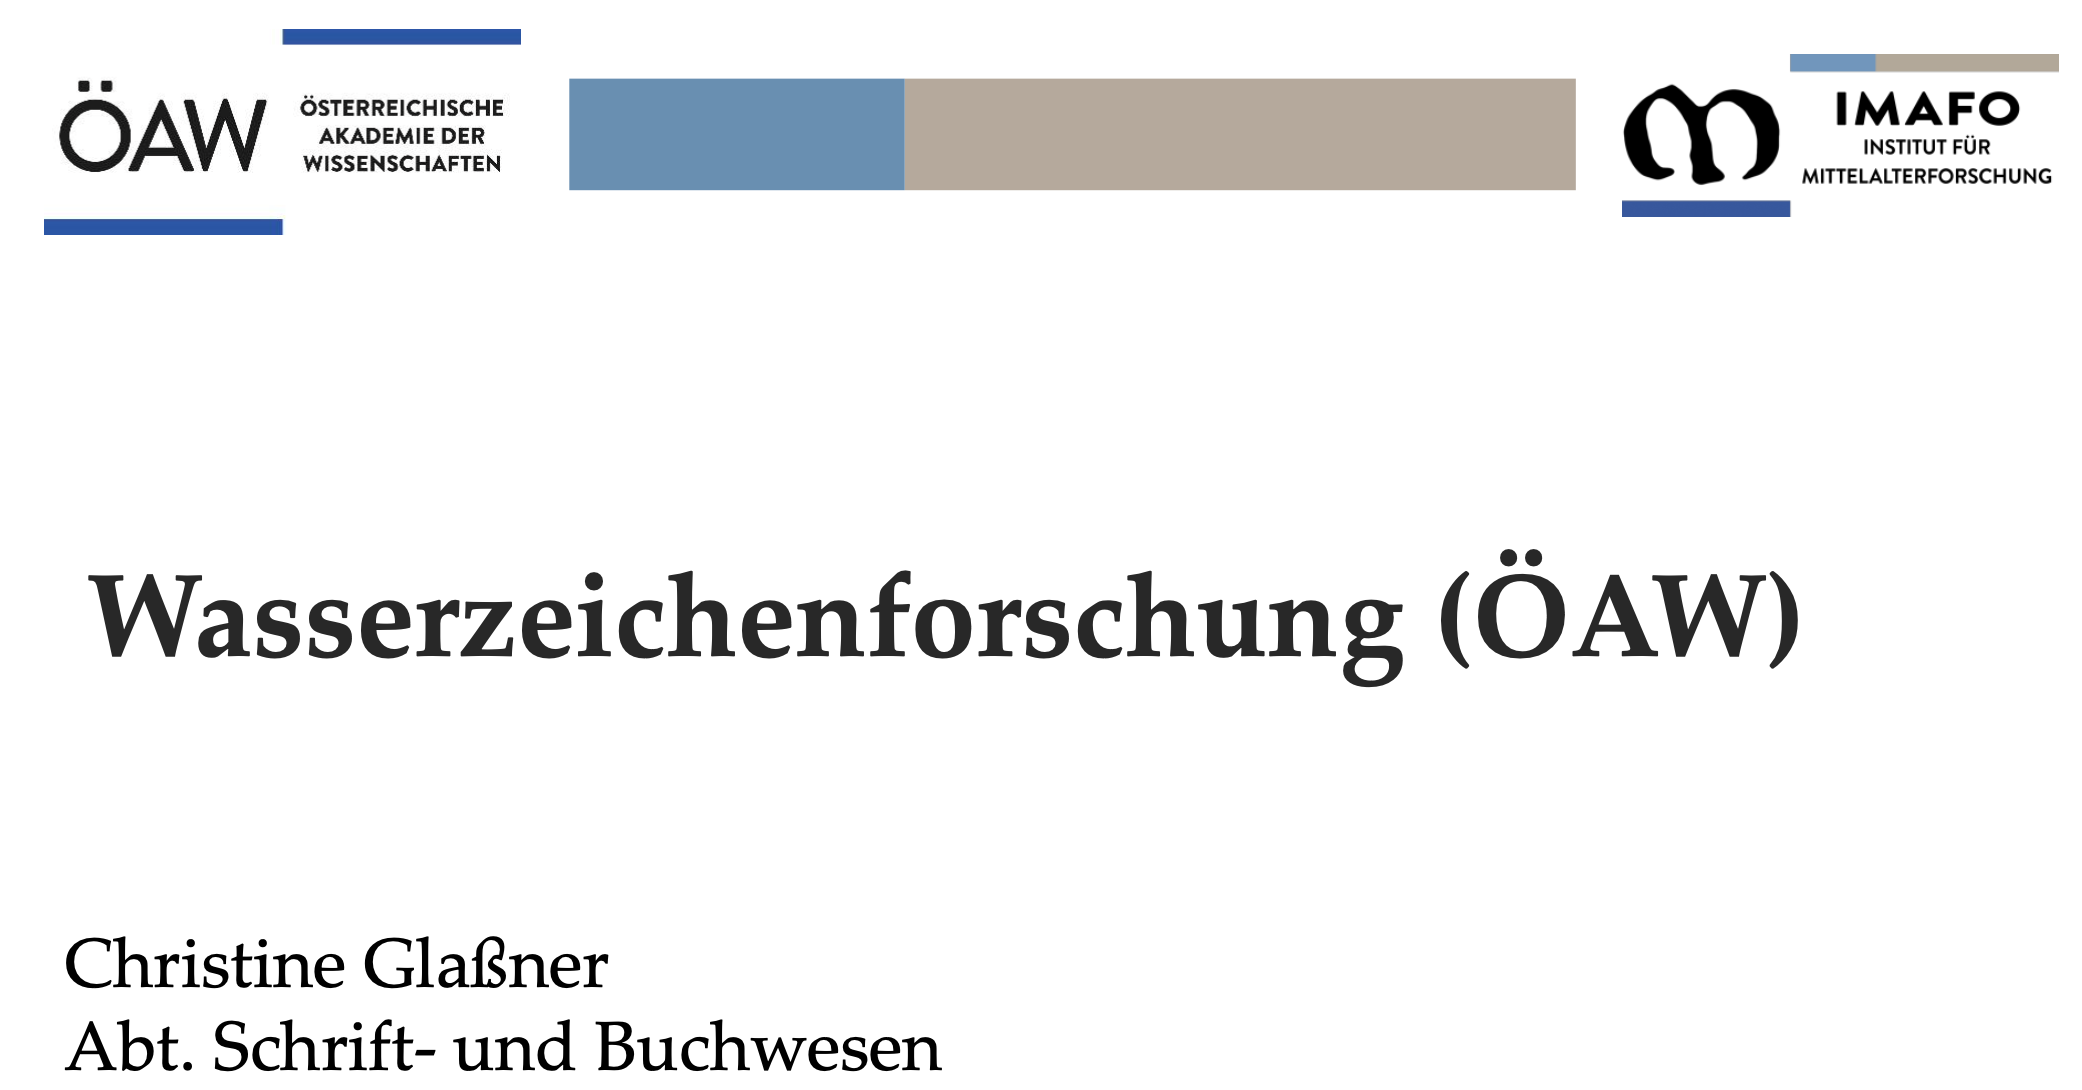 ÖAW
ÖSTERREICHISCHE
AKADEMIE DER
WISSENSCHAFTEN
IMAFO
INSTITUT FÜR
MITTELALTERFORSCHUNG
Wasserzeichenforschung (ÖAW)
Christine Glaßner
Abt. Schrift- und Buchwesen